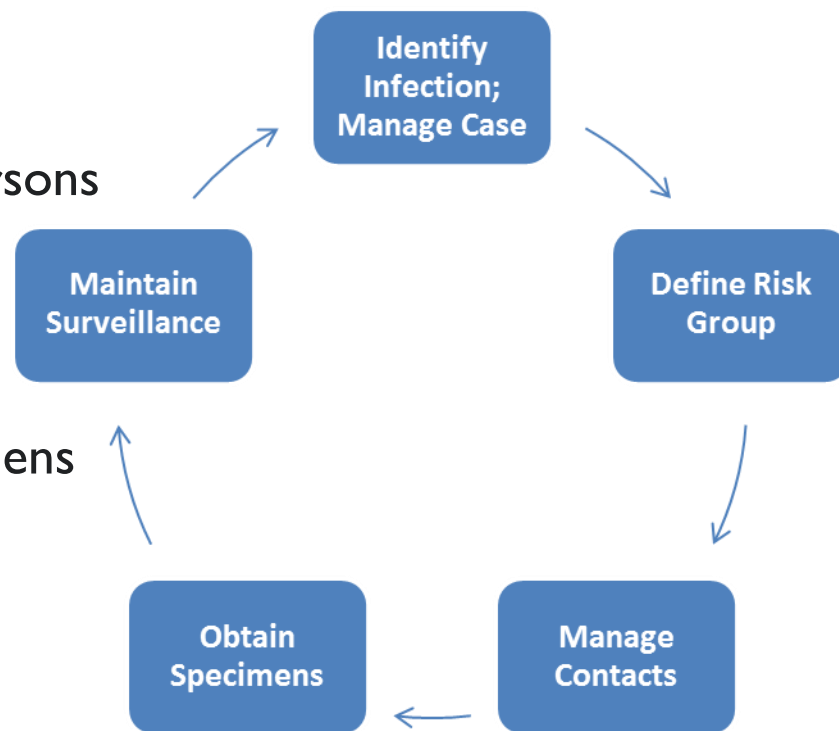 Identify
Infection;
Manage Case
rsons
Maintain
Surveillance
Define Risk
Group
ens
Obtain
Specimens
Manage
Contacts